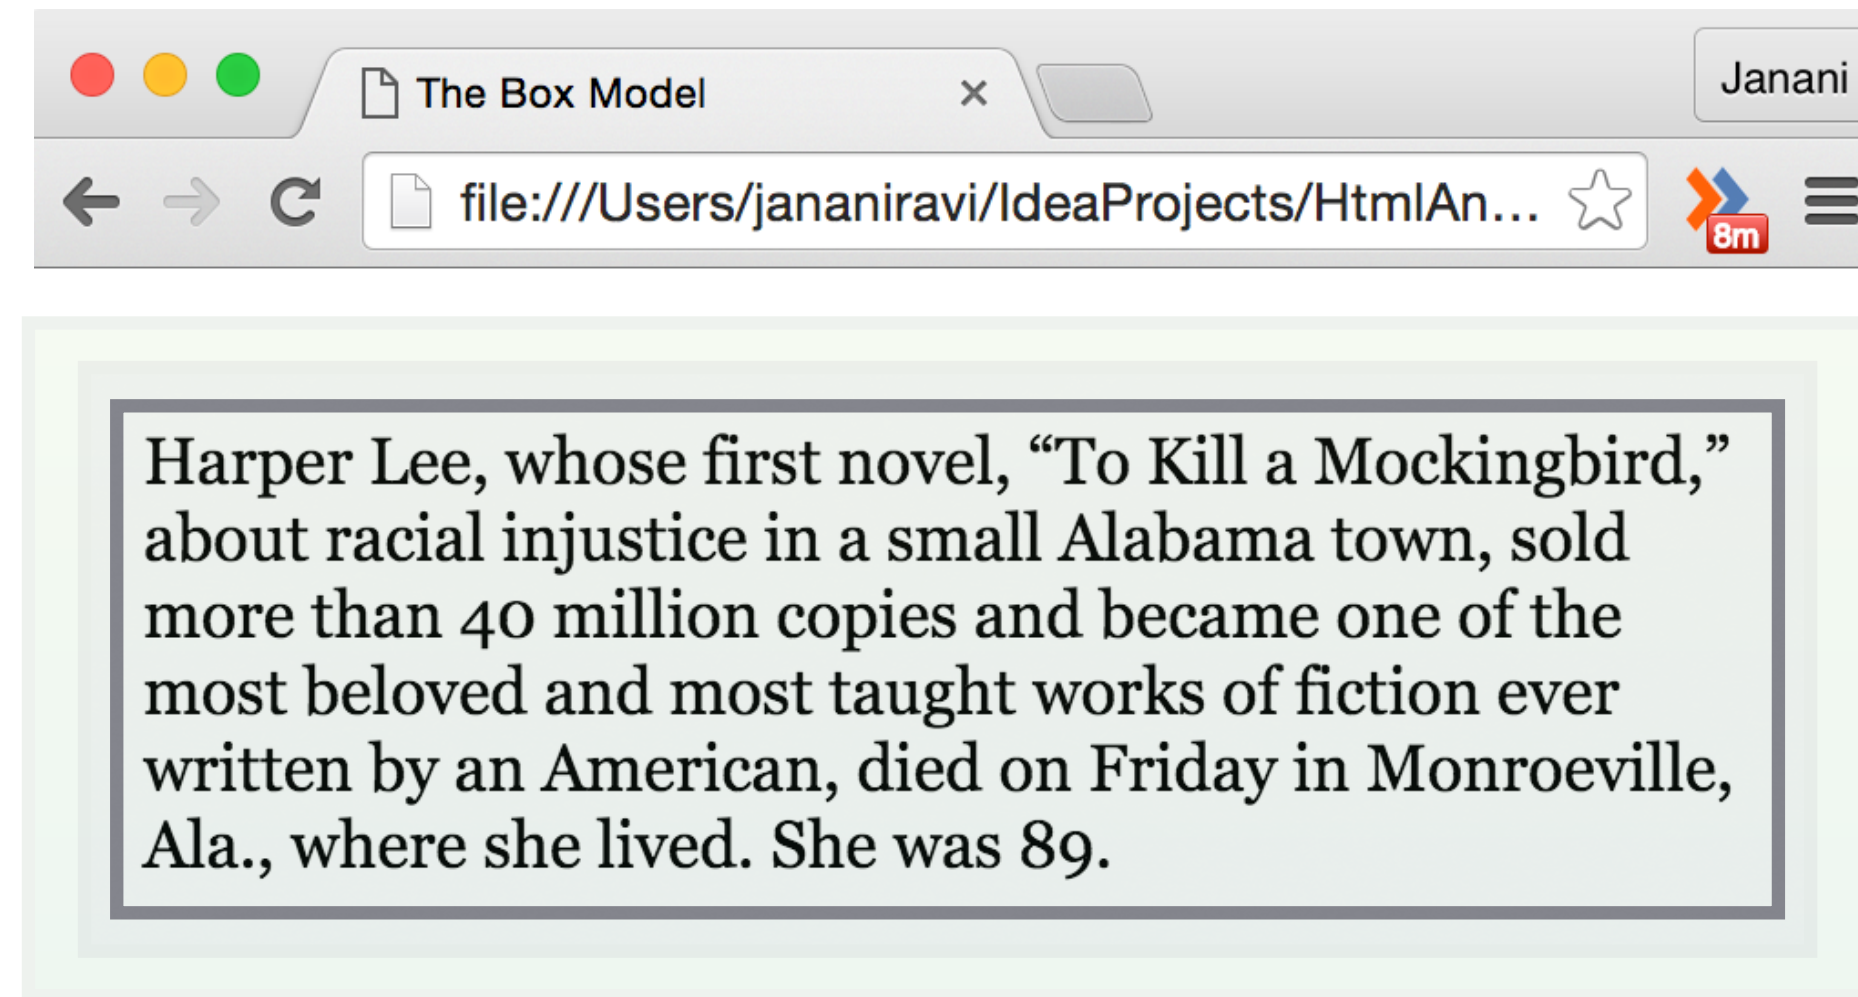 The Box Model
Janani
file:///Users/jananiravi/IdeaProjects/HtmlAn...
8m
Harper Lee, whose first novel, “To Kill a Mockingbird,”
about racial injustice in a small Alabama town, sold
more than 40 million copies and became one of the
most beloved and most taught works of fiction ever
written by an American, died on Friday in Monroeville,
Ala., where she lived. She was 89.